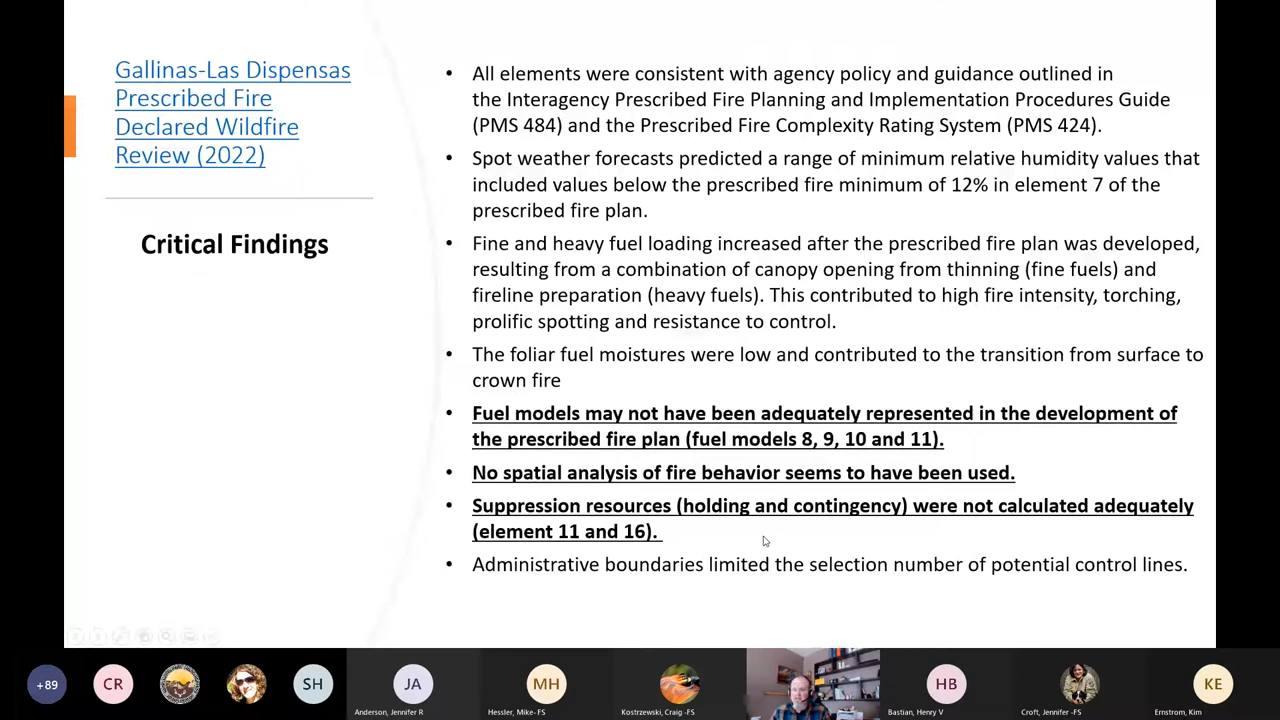 Gallinas-Las Dispensas
Prescribed Fire
Declared Wildfire
Review (2022)
Critical Findings
• All elements were consistent with agency policy and guidance outlined in
the Interagency Prescribed Fire Planning and Implementation Procedures Guide
(PMS 484) and the Prescribed Fire Complexity Rating System (PMS 424).
• Spot weather forecasts predicted a range of minimum relative humidity values that
included values below the prescribed fire minimum of 12% in element 7 of the
prescribed fire plan.
• Fine and heavy fuel loading increased after the prescribed fire plan was developed,
resulting from a combination of canopy opening from thinning (fine fuels) and
fireline preparation (heavy fuels). This contributed to high fire intensity, torching,
prolific spotting and resistance to control.
• The foliar fuel moistures were low and contributed to the transition from surface to
crown fire
• Fuel models may not have been adequately represented in the development of
the prescribed fire plan (fuel models 8, 9, 10 and 11).
• No spatial analysis of fire behavior seems to have been used.
• Suppression resources (holding and contingency) were not calculated adequately
(element 11 and 16).
• Administrative boundaries limited the selection number of potential control lines.
+89
CR
SH
JA
MH
HB
KE
Anderson, Jennifer R
Hessler, Mike- FS
Kostrzewski, Craig -FS
Bastian, Henry V
Croft, Jennifer -FS
Ernstrom, Kim